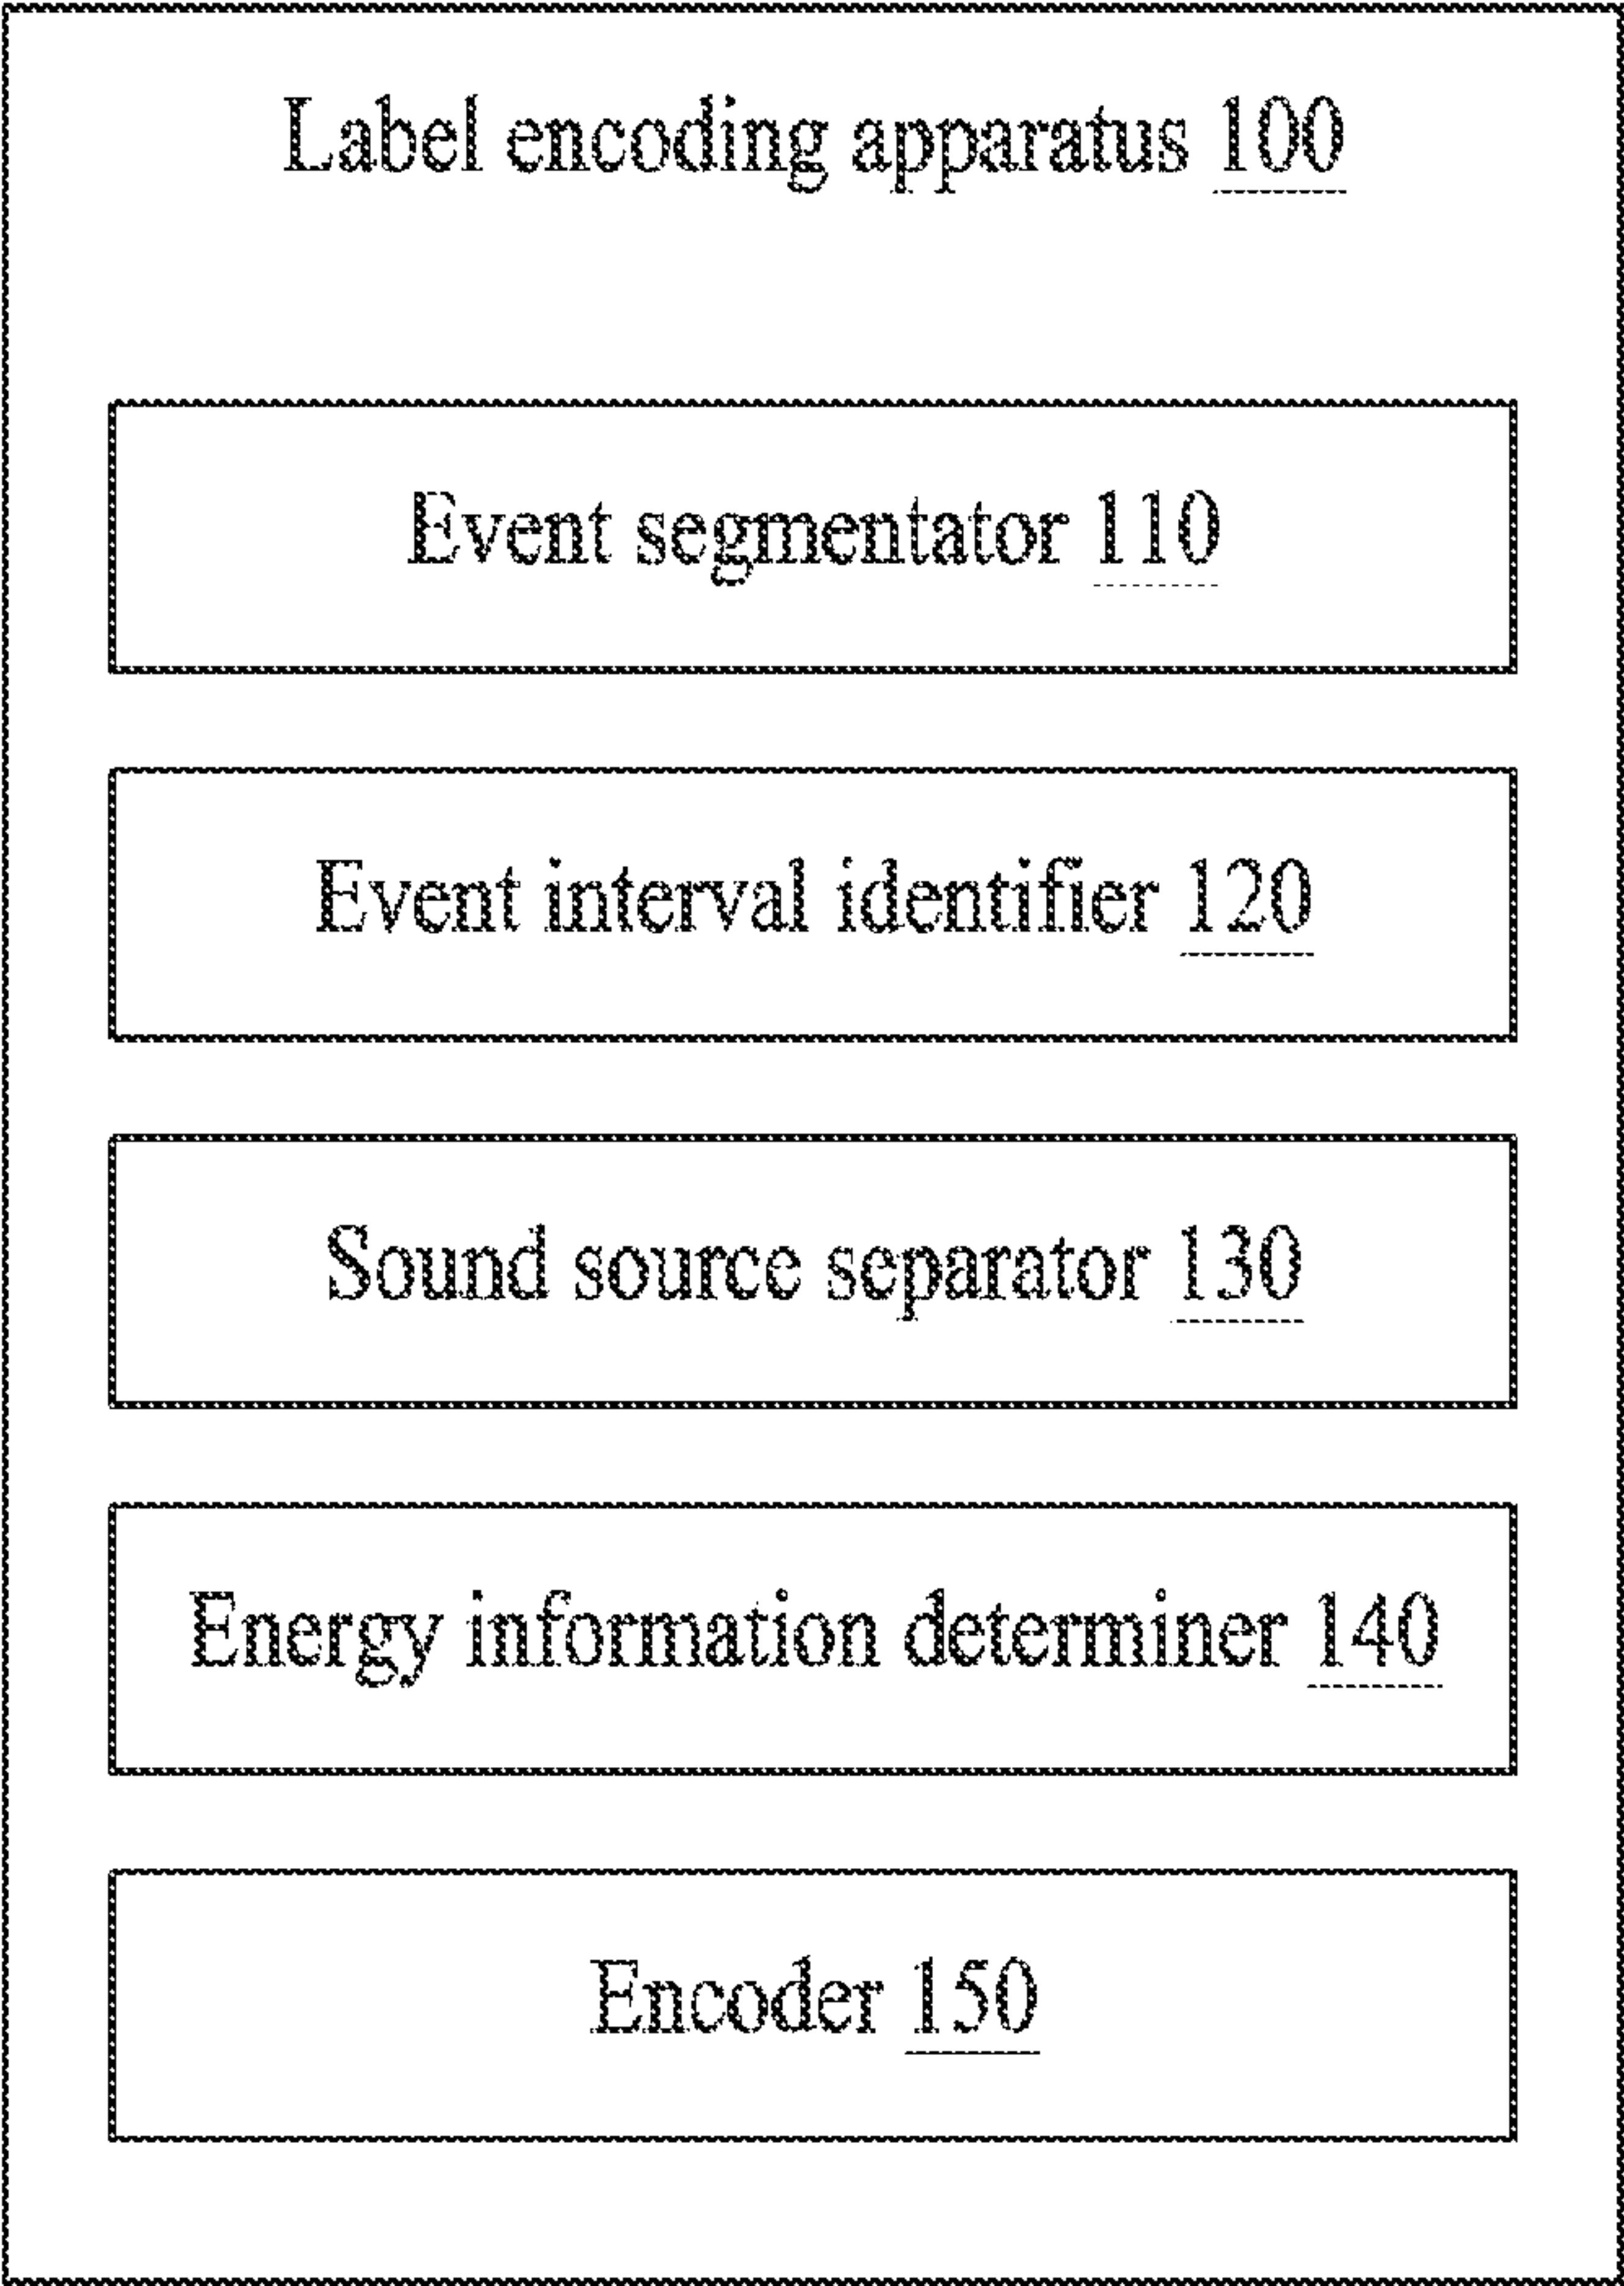 Label encoding apparatus 100
Event segmentator 110
Event interval identifier 120
Sound source separator 130
Energy information determiner 140
Encoder 150